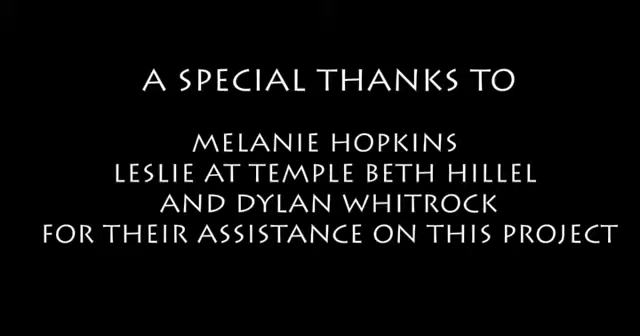 A SPECIAL THANKS TO
MELANIE HOPKINS
LESLIE AT TEMPLE BETH HILLEL
AND DYLAN WHITROCK
FOR THEIR ASSISTANCE ON THIS PROJECT